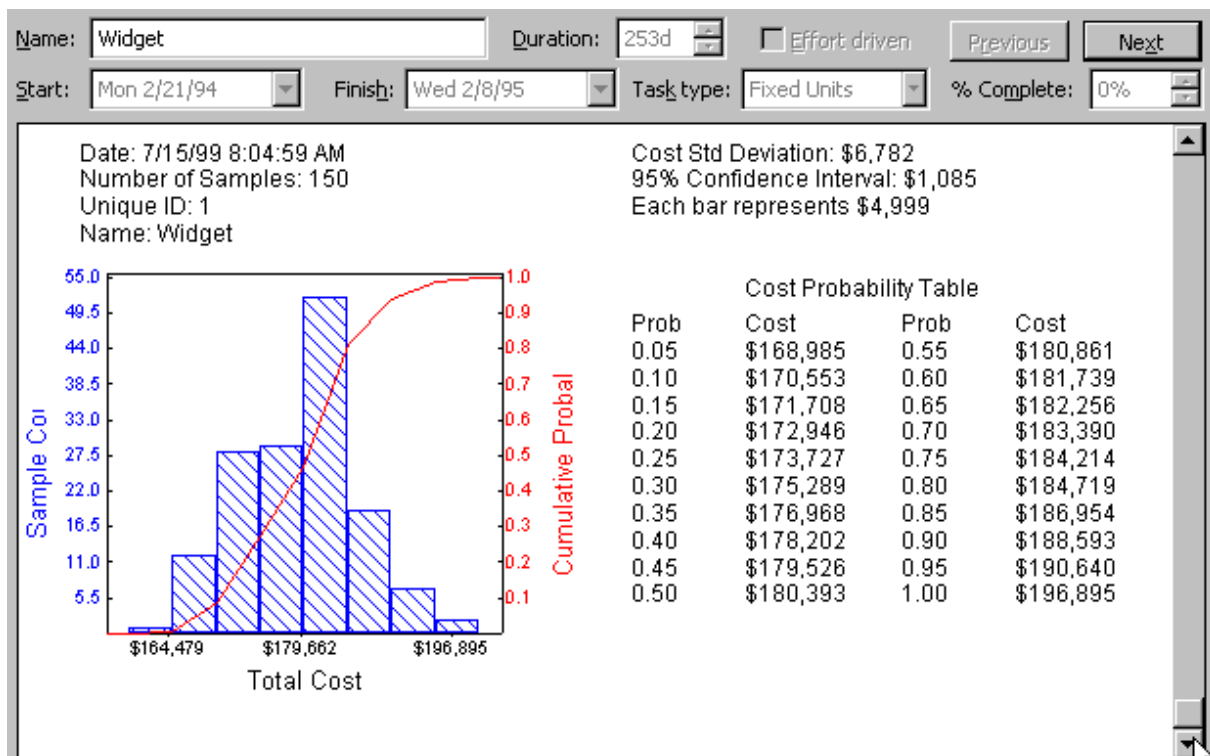 Name: Widget Duration: 253d Effort driven Previous Next
Start: Mon 2/21/94 Finish: Wed 2/8/95 Task type: Fixed Units % Complete: 0%
Date: 7/15/99 8:04:59 AM
Number of Samples: 150
Unique ID: 1
Name: Widget
Cost Std Deviation: $6,782
95% Confidence Interval: $1,085
Each bar represents $4,999
Sample Cou
55.0
49.5
44.0
38.5
33.0
27.5
22.0
16.5
11.0
5.5
1.0
0.9
0.8
0.7
0.6
0.5
0.4
0.3
0.2
0.1
Cumulative Probal
$164,479 $179,662 $196,895
Total Cost
Cost Probability Table
Prob Cost Prob Cost
0.05 $168,985 0.55 $180,861
0.10 $170,553 0.60 $181,739
0.15 $171,708 0.65 $182,256
0.20 $172,946 0.70 $183,390
0.25 $173,727 0.75 $184,214
0.30 $175,289 0.80 $184,719
0.35 $176,968 0.85 $186,954
0.40 $178,202 0.90 $188,593
0.45 $179,526 0.95 $190,640
0.50 $180,393 1.00 $196,895